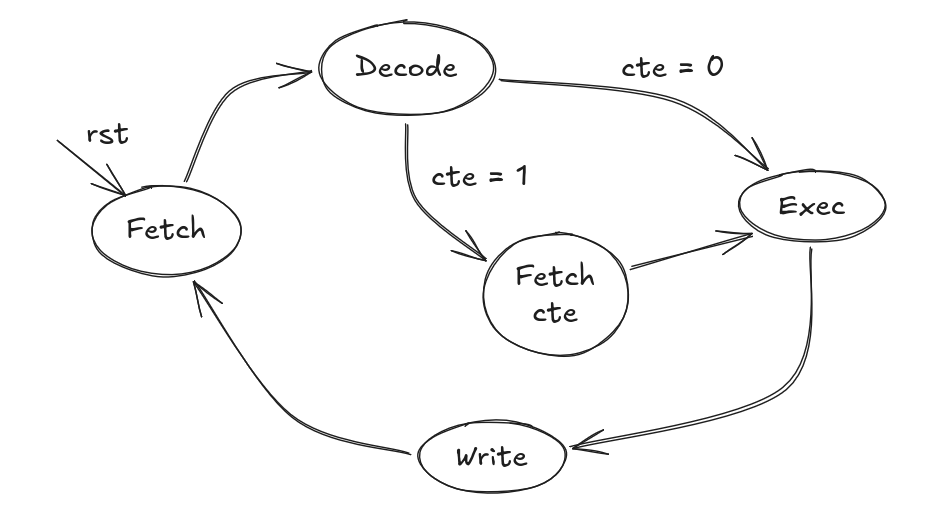 Decode
cte = 0
rst
cte = 1
Exec
Fetch
Fetch
cte
Write